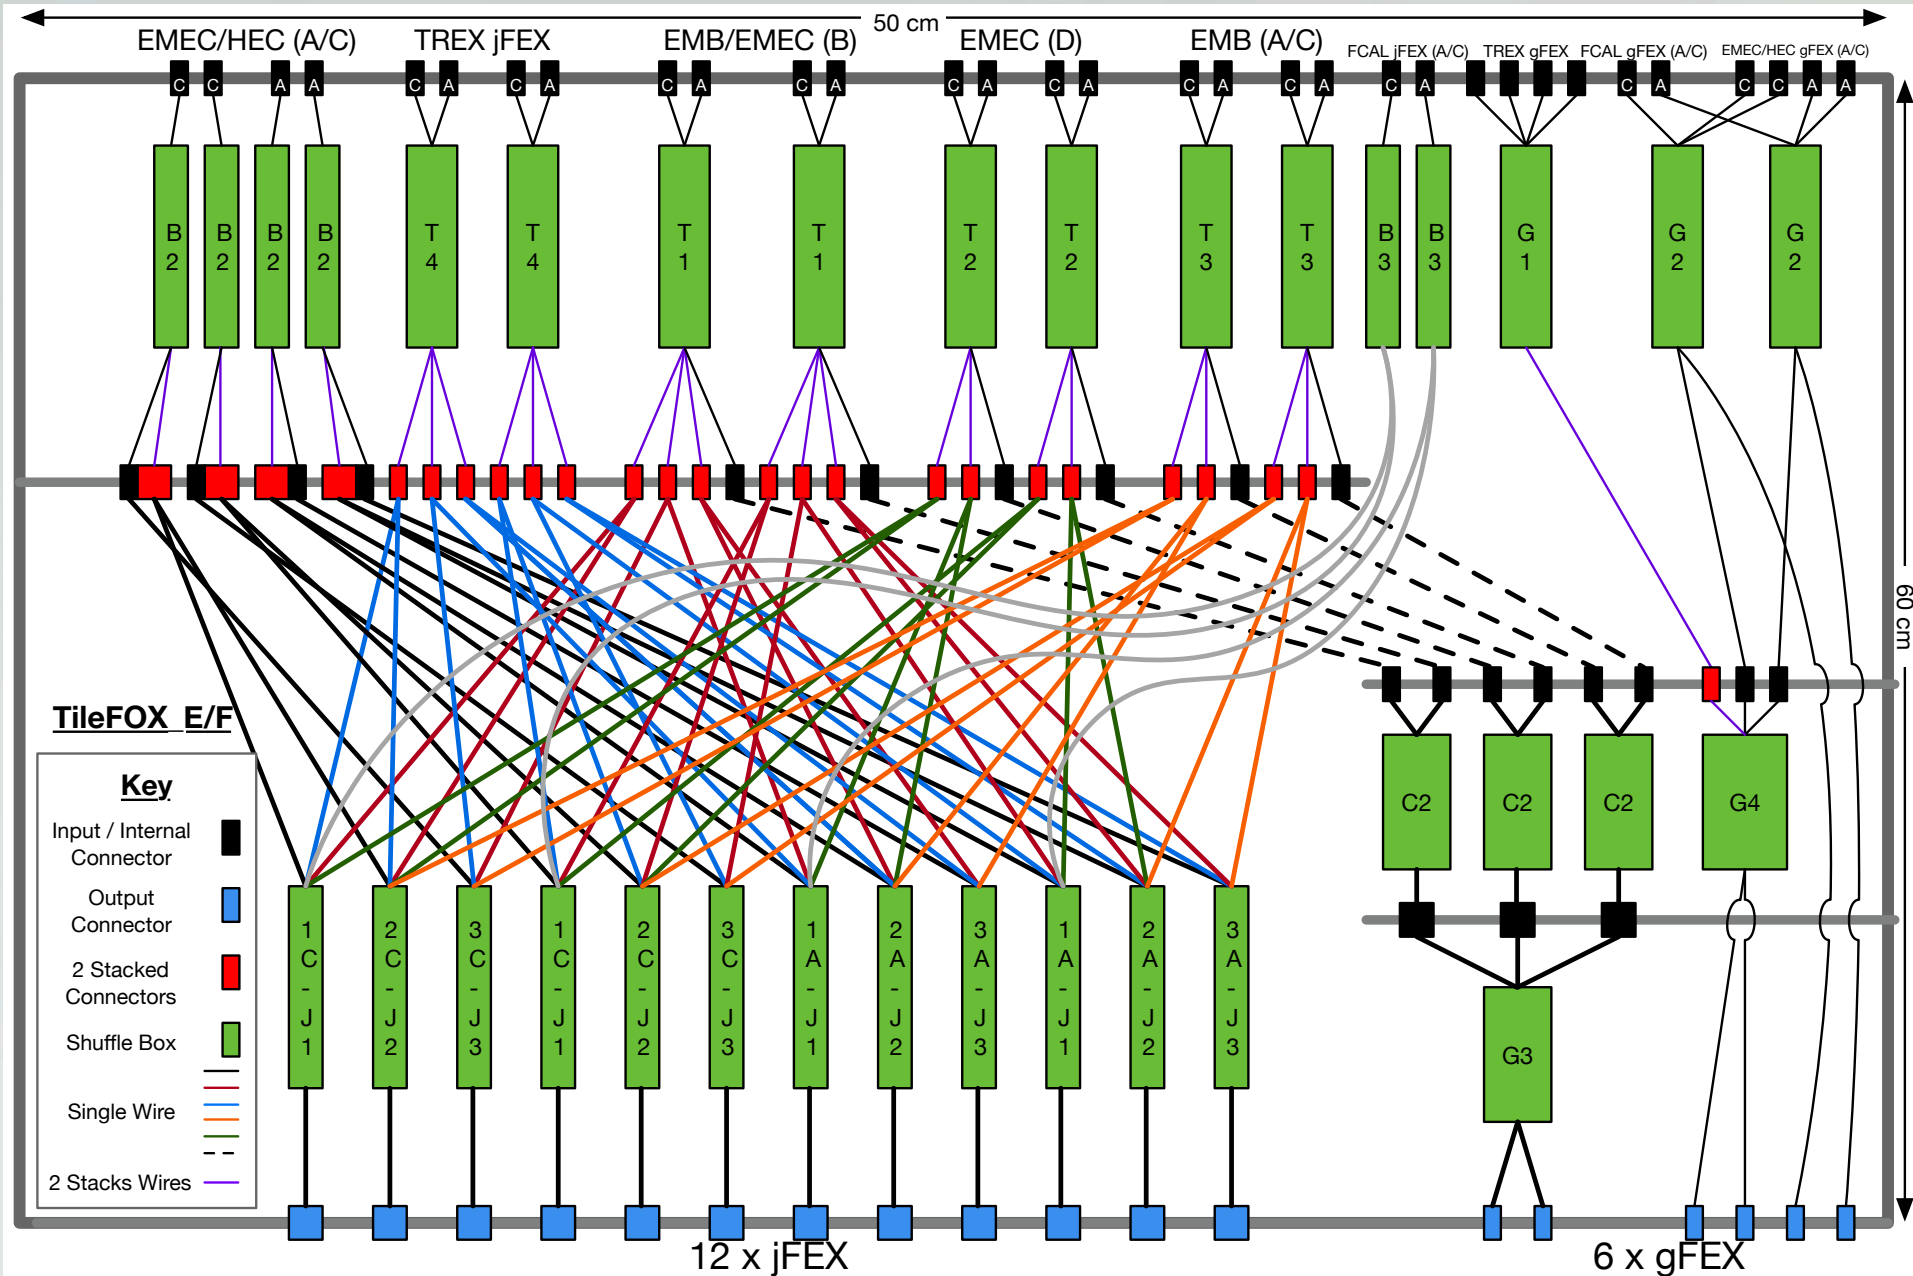 50 cm
EMEC/HEC (A/C) TREX jFEX EMB/EMEC (B) EMEC (D) EMB (A/C) FCAL jFEX (A/C) TREX gFEX FCAL gFEX (A/C) EMEC/HEC gFEX (A/C)
C C A A C A C A C A C A C A C A C A C A C A C A C C A A
B B B B T T T T T T T T B B G G G
2 2 2 2 4 4 1 1 2 2 3 3 3 3 1 2 2
60 cm
TileFOX_E/F
Key
Input / Internal
Connector
Output
Connector
2 Stacked
Connectors
Shuffle Box
Single Wire
2 Stacks Wires
C2 C2 C2 G4
1 2 3 1 2 3 1 2 3 1 2 3
C C C C C C A A A A A A
- - - - - - - - - - - -
J J J J J J J J J J J J
1 2 3 1 2 3 1 2 3 1 2 3
G3
12 x jFEX 6 x gFEX